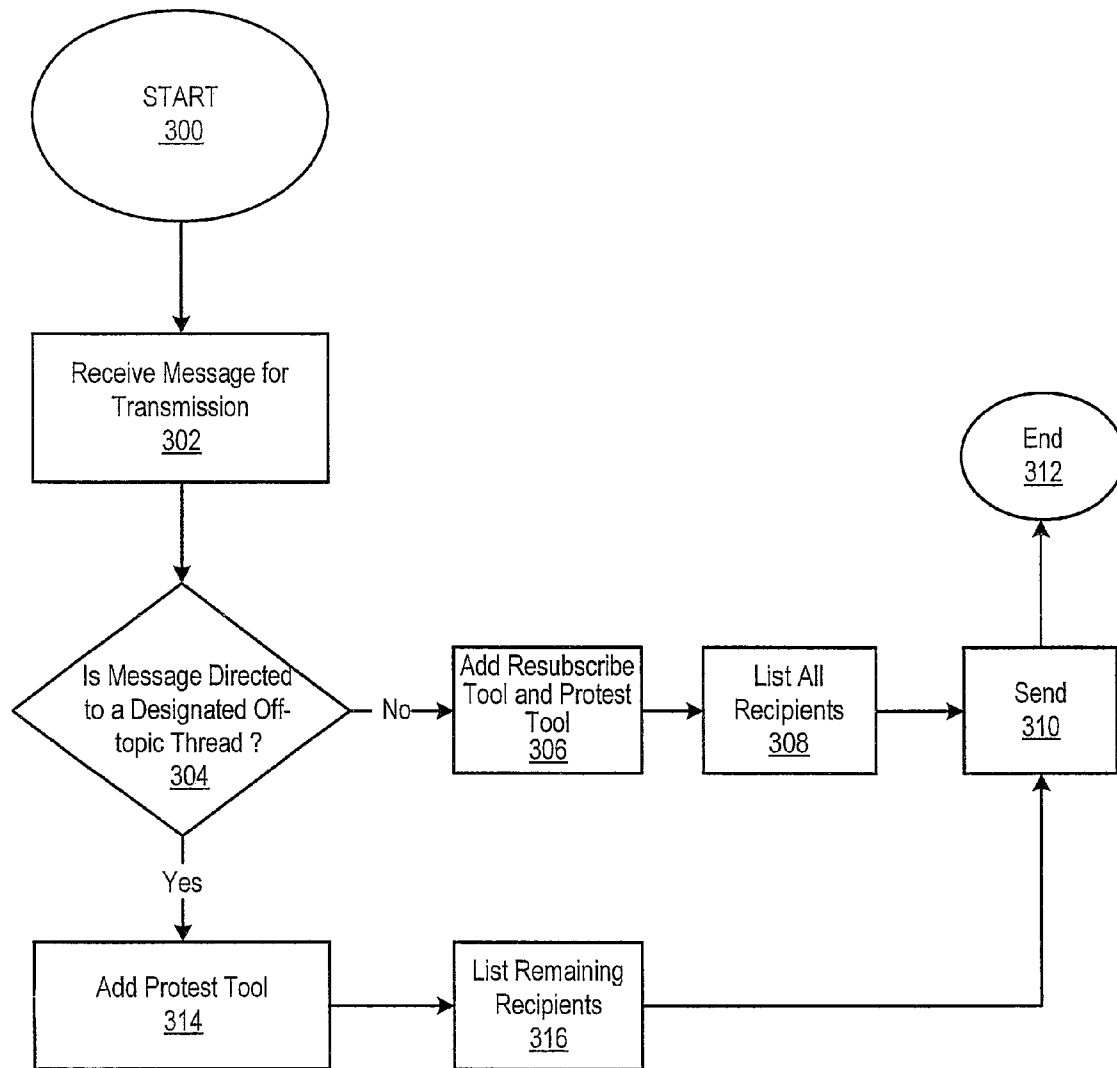 START
300
Receive Message for
Transmission
302
Is Message Directed
to a Designated Off-
topic Thread ?
304
No
Add Resubscribe
Tool and Protest
Tool
306
List All
Recipients
308
Send
310
End
312
Yes
Add Protest Tool
314
List Remaining
Recipients
316